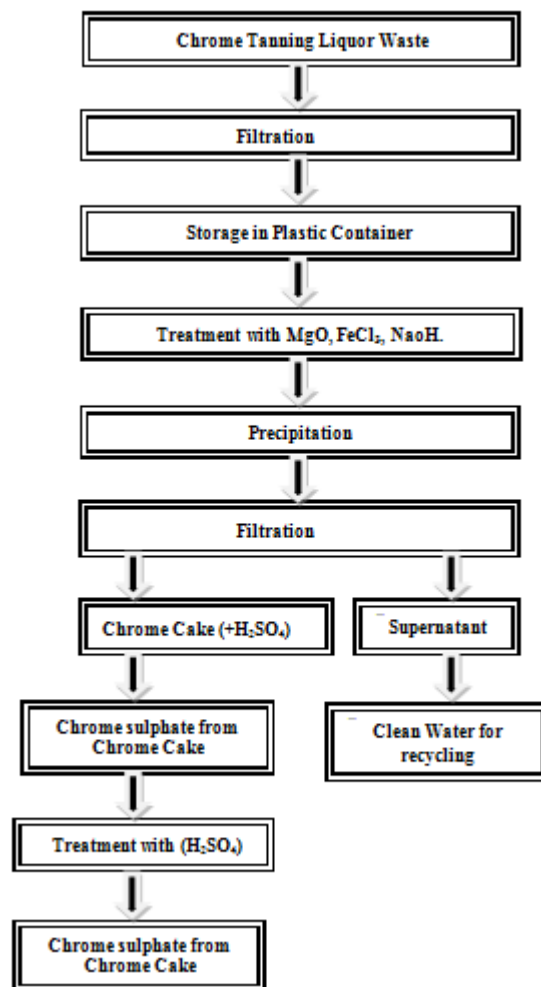 Chrome Tanning Liquor Waste
Filtration
Storage in Plastic Container
Treatment with MgO, FeCl₅, NaoH.
Precipitation
Filtration
Chrome Cake (+H₂SO₄)
Supernatant
Chrome sulphate from
Chrome Cake
Clean Water for
recycling
Treatment with (H₂SO₄)
Chrome sulphate from
Chrome Cake